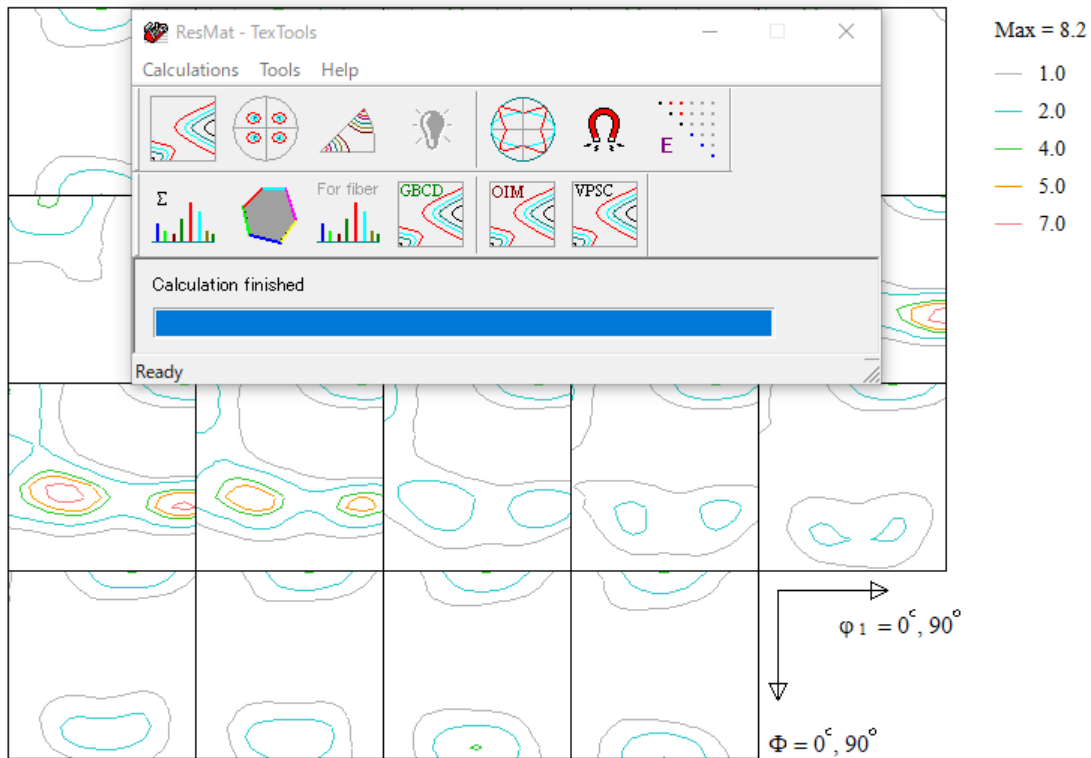 ResMat - TexTools
Max = 8.2
Calculations Tools Help
1.0
2.0
4.0
5.0
7.0
E
Σ
For fiber
GBCD
OIM
VPSC
Calculation finished
Ready
φ 1 = 0°, 90°
Φ = 0°, 90°